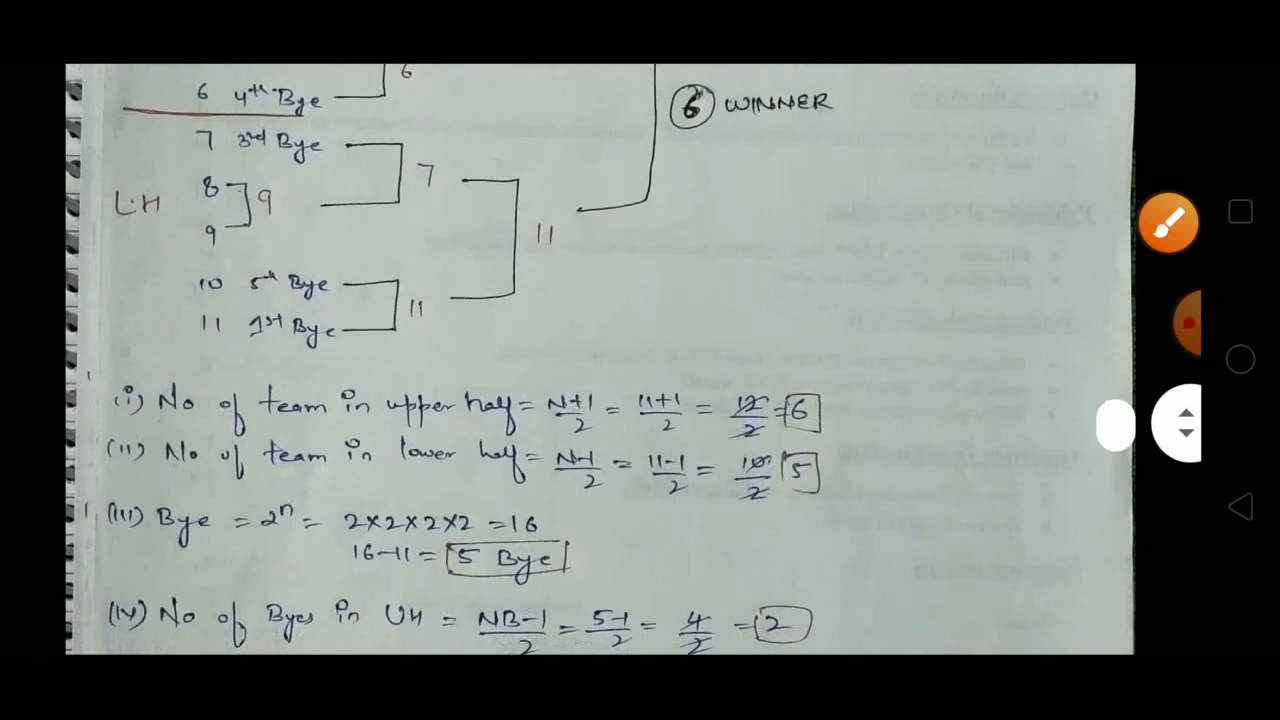 6
6 4th Bye
6 WINNER
7 3rd Bye
7
L.H 8 9
9
11
10 5th Bye
11
11 1st Bye
(i) No of team in upper half = N+1/2 = 11+1/2 = 12/2 = 6
(ii) No of team in lower half = N-1/2 = 11-1/2 = 10/2 5
(iii) Bye = 2ⁿ = 2×2×2×2 = 16
16-11 = 5 Bye
(iv) No of Byes in UH = NB-1/2 = 5-1/2 = 4/2 = 2